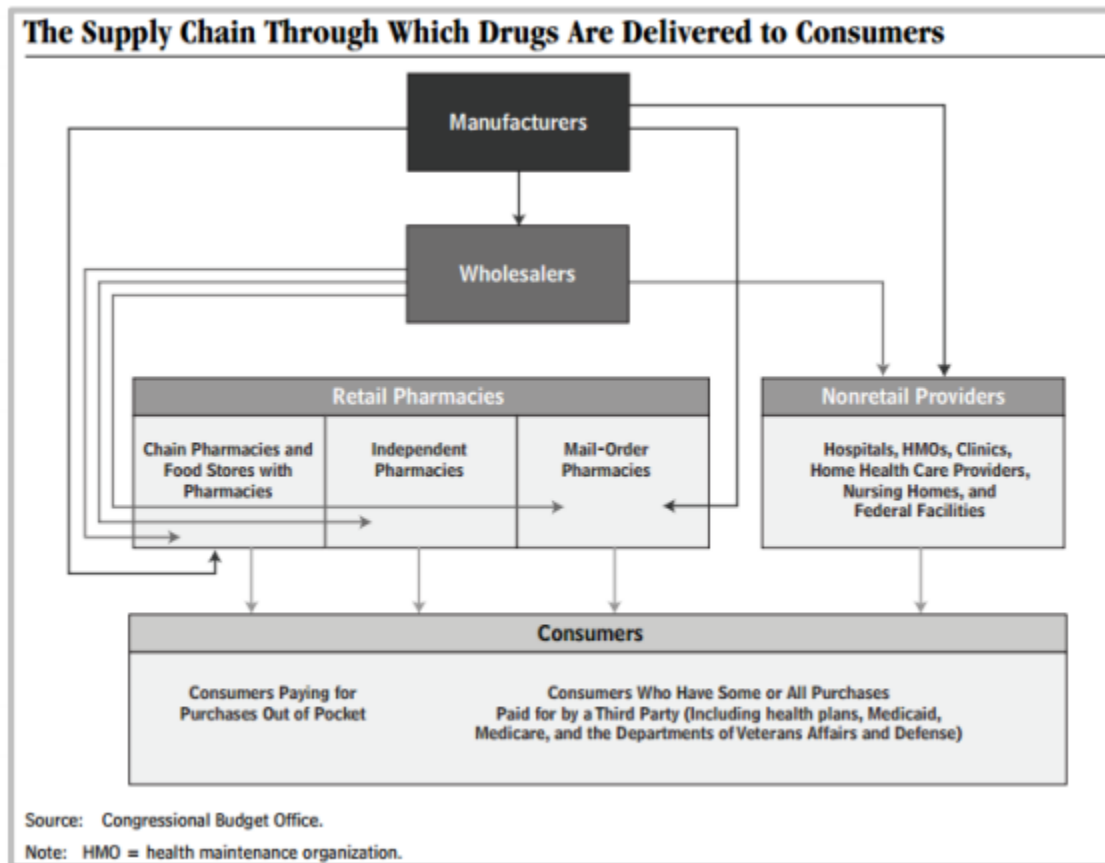 The Supply Chain Through Which Drugs Are Delivered to Consumers
Manufacturers
Wholesalers
Retail Pharmacies
Chain Pharmacies and
Food Stores with
Pharmacies
Independent
Pharmacies
Mail-Order
Pharmacies
Nonretail Providers
Hospitals, HMOs, Clinics,
Home Health Care Providers,
Nursing Homes, and
Federal Facilities
Consumers
Consumers Paying for
Purchases Out of Pocket
Consumers Who Have Some or All Purchases
Paid for by a Third Party (Including health plans, Medicaid,
Medicare, and the Departments of Veterans Affairs and Defense)
Source: Congressional Budget Office.
Note: HMO = health maintenance organization.